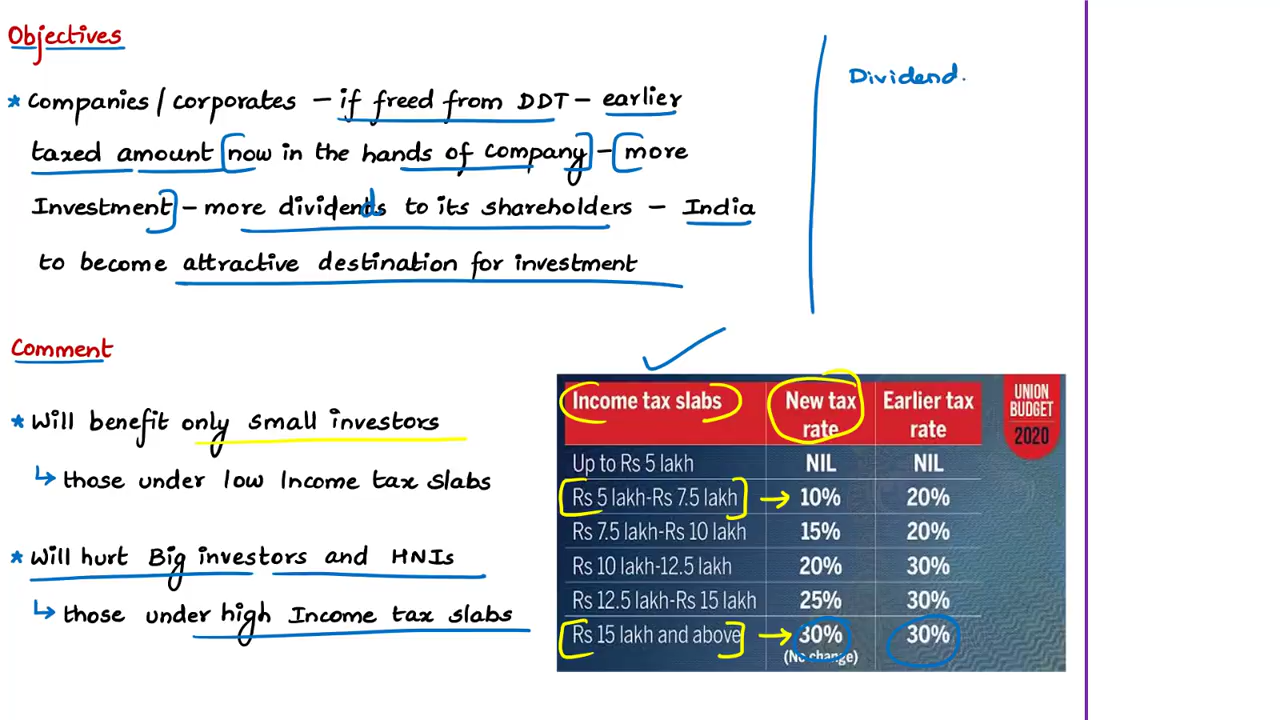 Objectives
* Companies/corporates – if freed from DDT – earlier
taxed amount [now in the hands of company] – [more
Investment] – more dividends to its shareholders – India
to become attractive destination for investment
Dividend.
Comment
* Will benefit only small investors
↳ those under low Income tax slabs
* Will hurt Big investors and HNIs
↳ those under high Income tax slabs
Income tax slabs New tax rate Earlier tax rate
Up to Rs 5 lakh NIL NIL
[Rs 5 lakh-Rs 7.5 lakh] → 10% 20%
Rs 7.5 lakh-Rs 10 lakh 15% 20%
Rs 10 lakh-12.5 lakh 20% 30%
Rs 12.5 lakh-Rs 15 lakh 25% 30%
[Rs 15 lakh and above] → 30% 30%
(No change)
UNION
BUDGET
2020